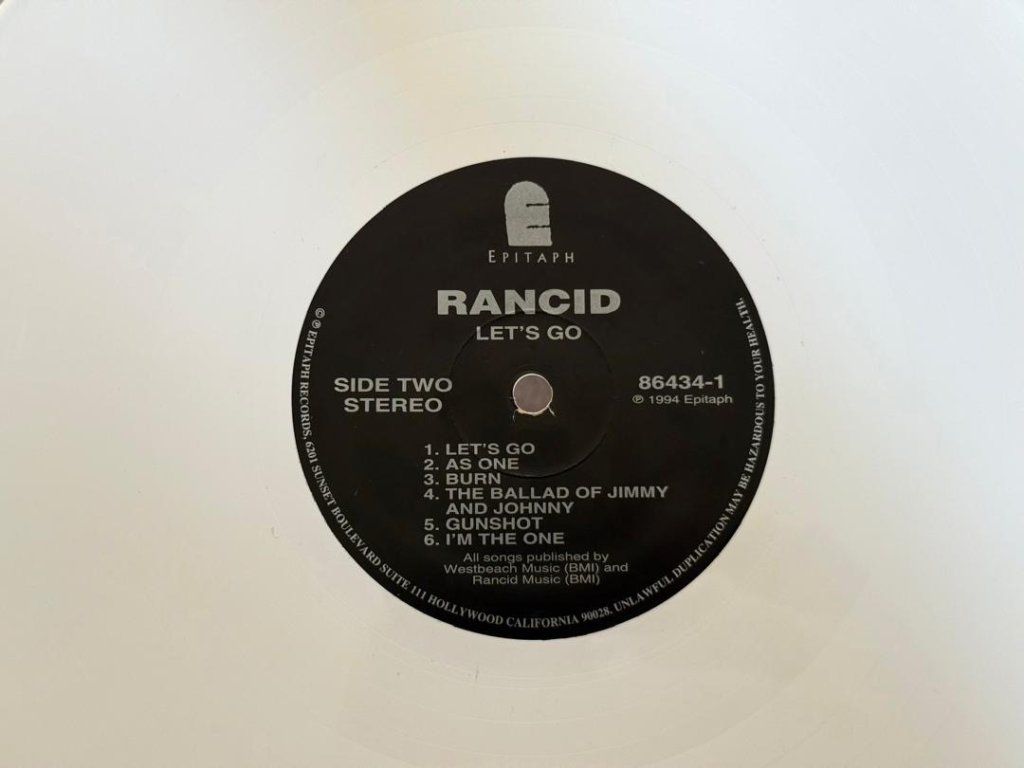 EPITAPH
RANCID
LET'S GO
SIDE TWO
STEREO
86434-1
℗ 1994 Epitaph
1. LET'S GO
2. AS ONE
3. BURN
4. THE BALLAD OF JIMMY
AND JOHNNY
5. GUNSHOT
6. I'M THE ONE
All songs published by
Westbeach Music (BMI) and
Rancid Music (BMI)
© ℗ EPITAPH RECORDS, 6201 SUNSET BOULEVARD SUITE 111 HOLLYWOOD CALIFORNIA 90028. UNLAWFUL DUPLICATION MAY BE HAZARDOUS TO YOUR HEALTH.